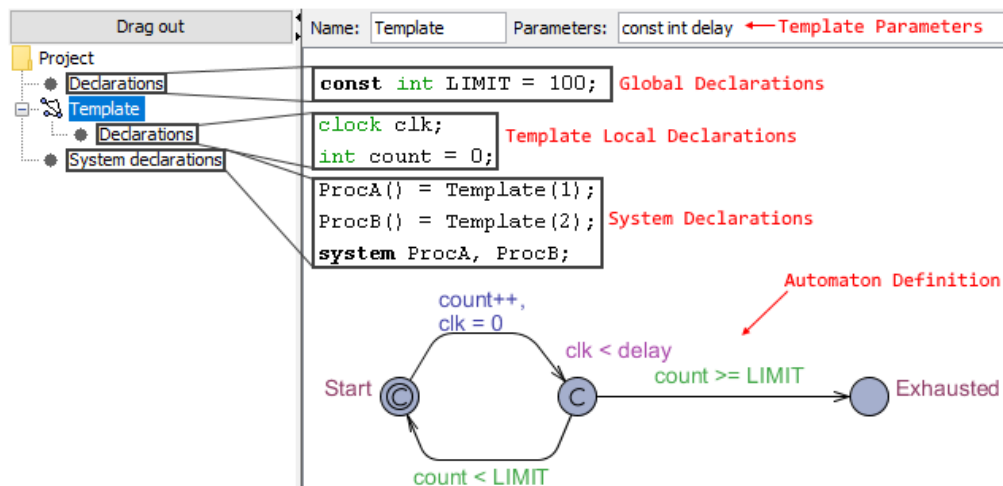 Drag out
Name: Template Parameters: const int delay Template Parameters
Project
Declarations
const int LIMIT = 100; Global Declarations
Template
Declarations
clock clk;
int count = 0;
Template Local Declarations
System declarations
ProcA() = Template(1);
ProcB() = Template(2);
system ProcA, ProcB;
System Declarations
Automaton Definition
count++,
clk = 0
clk < delay
count >= LIMIT
Start
C
C
Exhausted
count < LIMIT